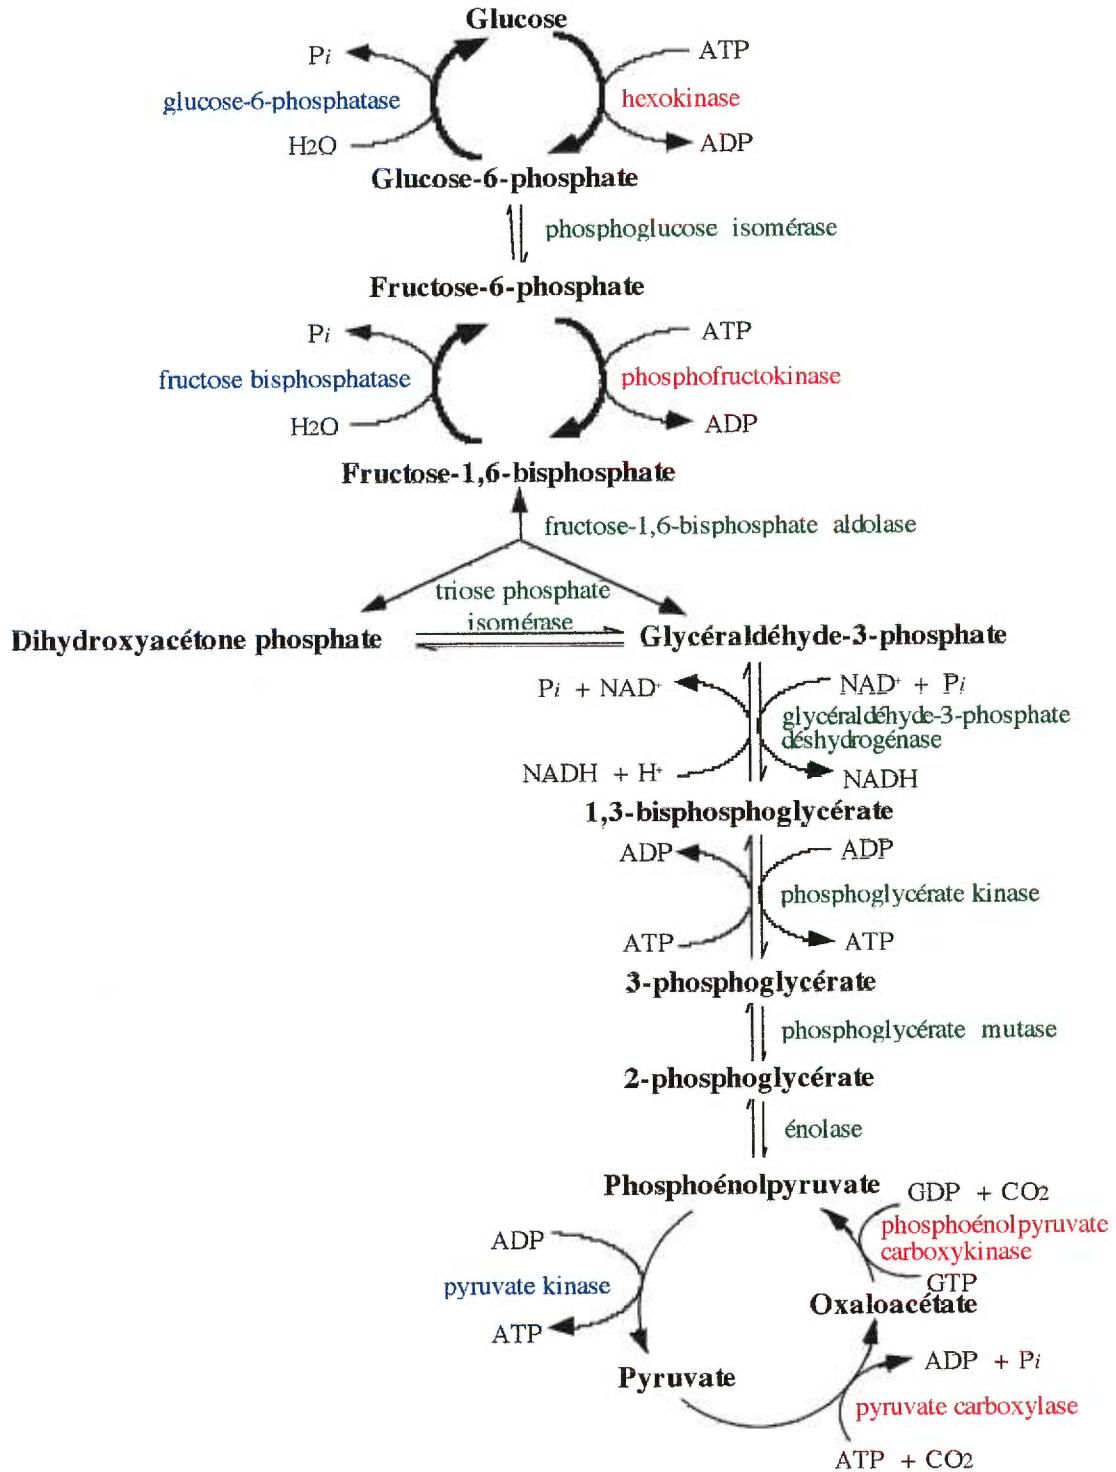 Glucose
Pi
ATP
glucose-6-phosphatase
hexokinase
H2O
ADP
Glucose-6-phosphate
phosphoglucose isomérase
Fructose-6-phosphate
Pi
ATP
fructose bisphosphatase
phosphofructokinase
H2O
ADP
Fructose-1,6-bisphosphate
fructose-1,6-bisphosphate aldolase
triose phosphate
isomérase
Dihydroxyacétone phosphate
Glycéraldéhyde-3-phosphate
Pi + NAD+
NAD+ + Pi
glycéraldéhyde-3-phosphate
déshydrogénase
NADH + H+
NADH
1,3-bisphosphoglycérate
ADP
ADP
phosphoglycérate kinase
ATP
ATP
3-phosphoglycérate
phosphoglycérate mutase
2-phosphoglycérate
énolase
Phosphoénolpyruvate
GDP + CO2
phosphoénolpyruvate
carboxykinase
GTP
ADP
pyruvate kinase
ATP
Oxaloacétate
Pyruvate
ADP + Pi
pyruvate carboxylase
ATP + CO2